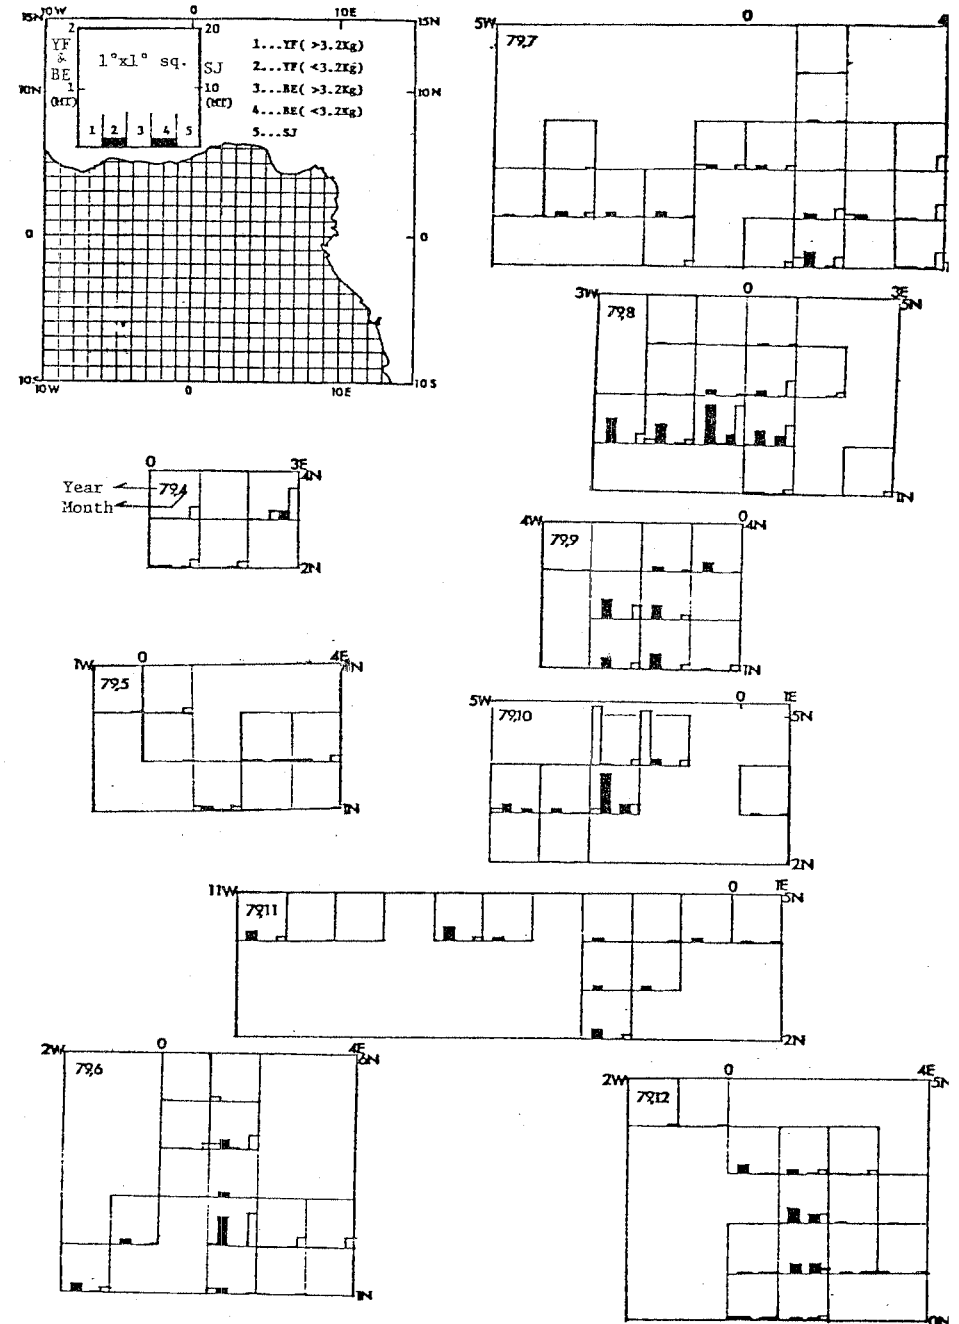 15N 10W 0 10E 15N
2 20
YF & BE 1 (MT)
1°x1° sq.
SJ 10 (MT)
1 2 3 4 5
1...YF( >3.2Kg)
2...YF( <3.2Kg)
3...BE( >3.2Kg)
4...BE( <3.2Kg)
5...SJ
10N 10N
0 0
10S 10S
10W 0 10E
5W 0 4
79,7
3W 0 3E
5N
79,8
1N
0 3E
4N
Year 79,4
Month
2N
4W 0
4N
79,9
1N
1W 0 4E
N
79,5
1N
5W 0 1E
5N
79,10
2N
11W 0 1E
5N
79,11
2N
2W 0 4E
6N
79,6
1N
2W 0 4E
5N
79,12
0N